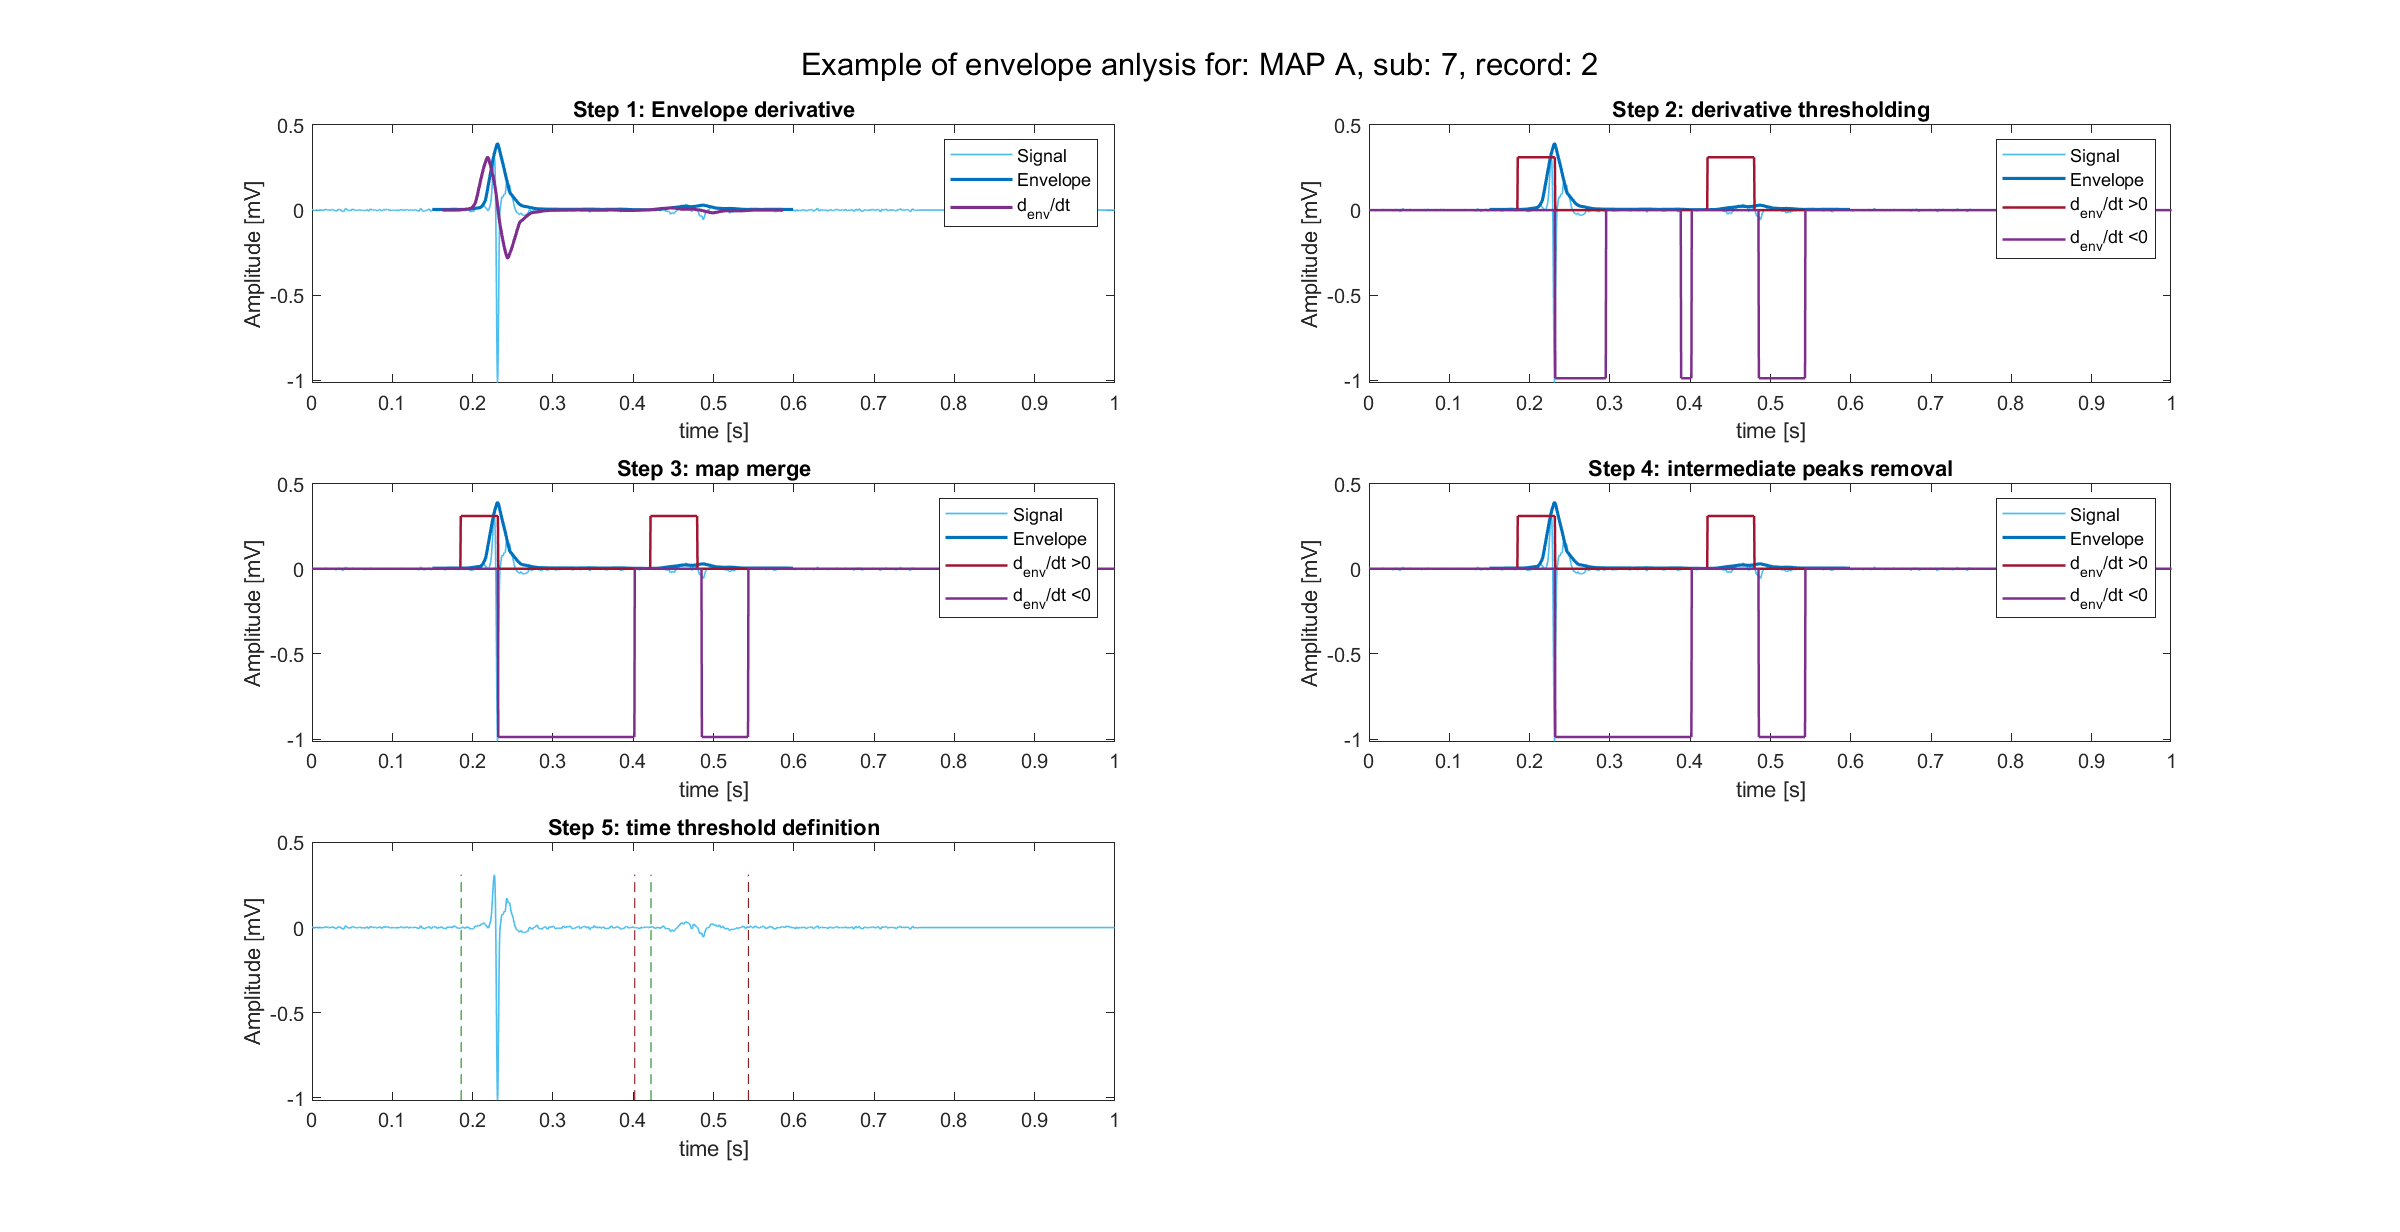 Example of envelope anlysis for: MAP A, sub: 7, record: 2
Step 1: Envelope derivative
0.5
0
-0.5
-1
Amplitude [mV]
0 0.1 0.2 0.3 0.4 0.5 0.6 0.7 0.8 0.9 1
time [s]
Signal
Envelope
d_env/dt
Step 2: derivative thresholding
0.5
0
-0.5
-1
Amplitude [mV]
0 0.1 0.2 0.3 0.4 0.5 0.6 0.7 0.8 0.9 1
time [s]
Signal
Envelope
d_env/dt >0
d_env/dt <0
Step 3: map merge
0.5
0
-0.5
-1
Amplitude [mV]
0 0.1 0.2 0.3 0.4 0.5 0.6 0.7 0.8 0.9 1
time [s]
Signal
Envelope
d_env/dt >0
d_env/dt <0
Step 4: intermediate peaks removal
0.5
0
-0.5
-1
Amplitude [mV]
0 0.1 0.2 0.3 0.4 0.5 0.6 0.7 0.8 0.9 1
time [s]
Signal
Envelope
d_env/dt >0
d_env/dt <0
Step 5: time threshold definition
0.5
0
-0.5
-1
Amplitude [mV]
0 0.1 0.2 0.3 0.4 0.5 0.6 0.7 0.8 0.9 1
time [s]